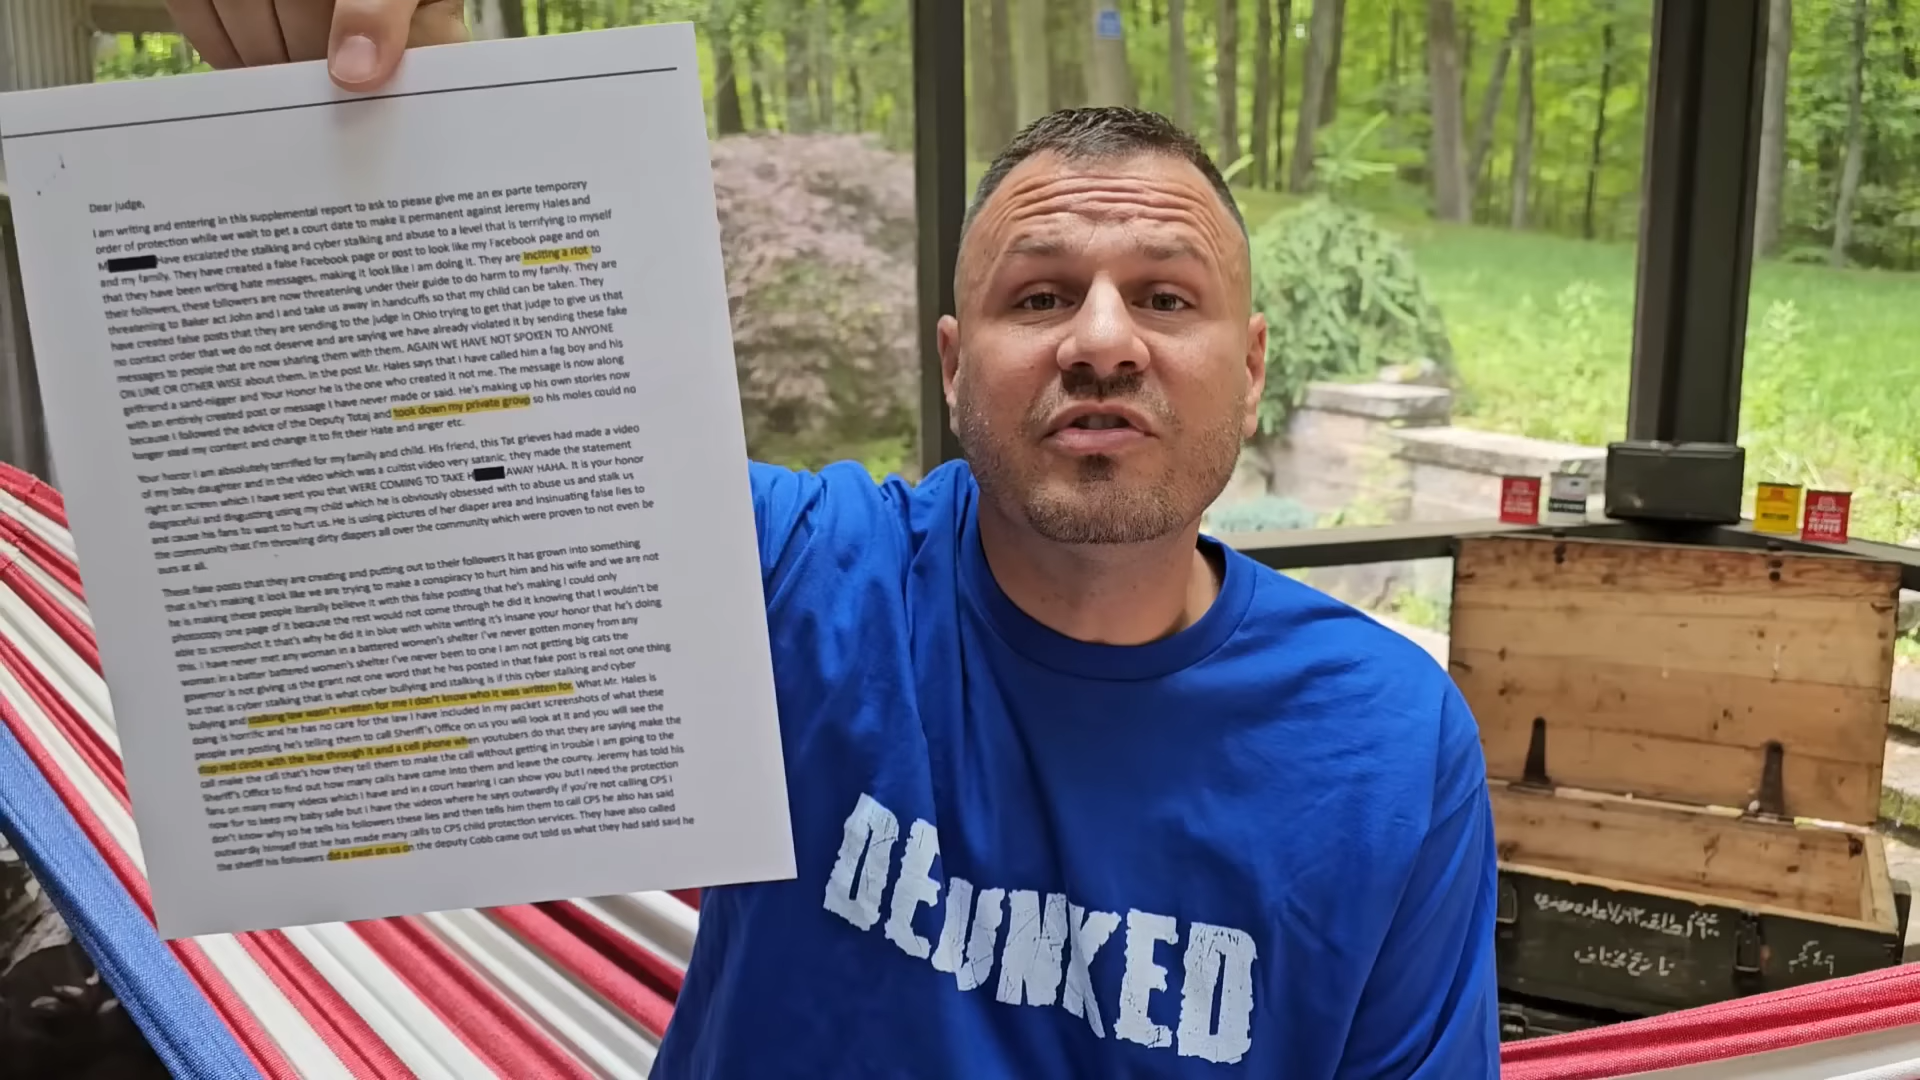 Dear Judge,
I am writing and entering in this supplemental report to ask to please give me an ex parte temporary
order of protection while we wait to get a court date to make it permanent against Jeremy Hales and
M Have escalated the stalking and cyber stalking and abuse to a level that is terrifying to myself
and my family. They have created a false Facebook page or post to look like my Facebook page and on
that they have been writing hate messages, making it look like I am doing it. They are inciting a riot to
their followers, these followers are now threatening under their guide to do harm to my family. They are
threatening to Baker act John and I and take us away in handcuffs so that my child can be taken. They
have created false posts that they are sending to the judge in Ohio trying to get that judge to give us that
no contact order that we do not deserve and are saying we have already violated it by sending these fake
messages to people that are now sharing them with them. AGAIN WE HAVE NOT SPOKEN TO ANYONE
ON LINE OR OTHER WISE about them. In the post Mr. Hales says that I have called him a fag boy and his
girlfriend a sand-nigger and Your Honor he is the one who created it not me. The message is now along
with an entirely created post or message I have never made or said. He's making up his own stories now
because I followed the advice of the Deputy Totaj and took down my private group so his moles could no
longer steal my content and change it to fit their Hate and anger etc.
Your honor I am absolutely terrified for my family and child. His friend, this Tat grieves had made a video
of my baby daughter and in the video which was a cultist video very satanic, they made the statement
right on screen which I have sent you that WERE COMING TO TAKE H AWAY HAHA. It is your honor
disgraceful and disgusting using my child which he is obviously obsessed with to abuse us and stalk us
and cause his fans to want to hurt us. He is using pictures of her diaper area and insinuating false lies to
the community that I'm throwing dirty diapers all over the community which were proven to not even be
ours at all.
These fake posts that they are creating and putting out to their followers it has grown into something
that is he's making it look like we are trying to make a conspiracy to hurt him and his wife and we are not
he is making these people literally believe it with this false posting that he's making I could only
photocopy one page of it because the rest would not come through he did it knowing that I wouldn't be
able to screenshot it that's why he did it in blue with white writing it's insane your honor that he's doing
this. I have never met any woman in a battered women's shelter I've never gotten money from any
woman in a batter battered women's shelter I've never been to one I am not getting big cats the
governor is not giving us the grant not one word that he has posted in that fake post is real not one thing
but that is cyber stalking that is what cyber bullying and stalking is if this cyber stalking and cyber
bullying and stalking law wasn't written for me I don't know who it was written for. What Mr. Hales is
doing is horrific and he has no care for the law I have included in my packet screenshots of what these
people are posting he's telling them to call Sheriff's Office on us you will look at it and you will see the
stop red circle with the line through it and a cell phone when youtubers do that they are saying make the
call make the call that's how they tell them to make the call without getting in trouble I am going to the
Sheriff's Office to find out how many calls have came into them and leave the county. Jeremy has told his
fans on many many videos which I have and in a court hearing I can show you but I need the protection
now for to keep my baby safe but I have the videos where he says outwardly if you're not calling CPS I
don't know why so he tells his followers these lies and then tells him them to call CPS he also has said
outwardly himself that he has made many calls to CPS child protection services. They have also called
the sheriff his followers did a swat on us on the deputy Cobb came out told us what they had said said he
DEBUNKED